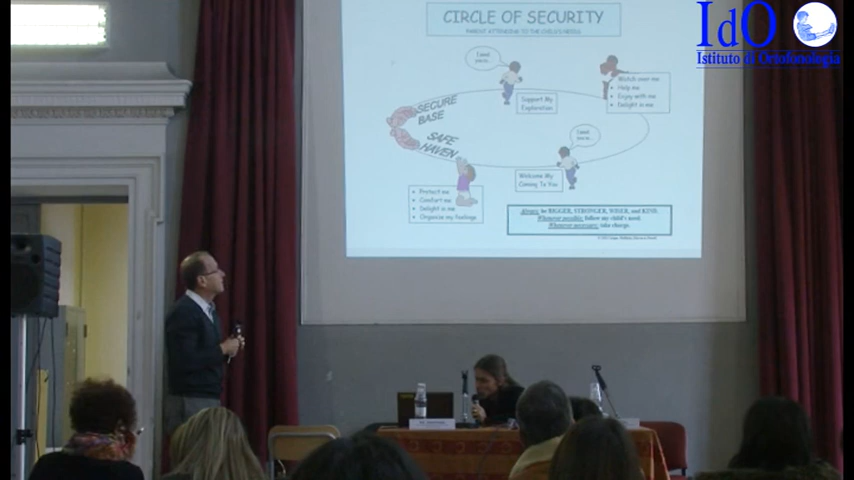 IdO
Istituto di Ortofonologia
CIRCLE OF SECURITY
PARENT ATTENDING TO THE CHILD'S NEEDS
I need
you to...
Support My
Exploration
• Watch over me
• Help me
• Enjoy with me
• Delight in me
SECURE
BASE
SAFE
HAVEN
I need
you to...
Welcome My
Coming To You
• Protect me
• Comfort me
• Delight in me
• Organize my feelings
Always: be BIGGER, STRONGER, WISER, and KIND.
Whenever possible: follow my child's need.
Whenever necessary: take charge.